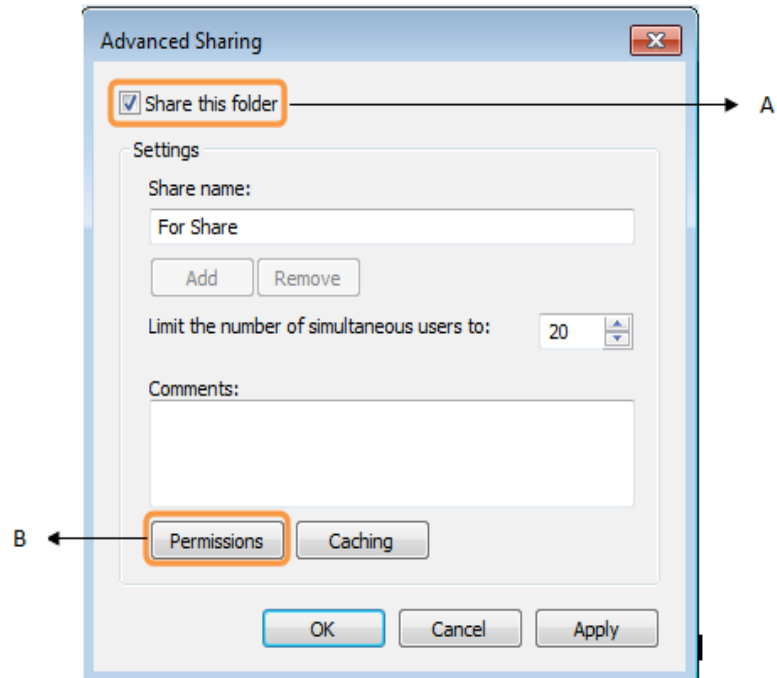 Advanced Sharing
Share this folder
A
Settings
Share name:
For Share
Add Remove
Limit the number of simultaneous users to: 20
Comments:
B Permissions Caching
OK Cancel Apply